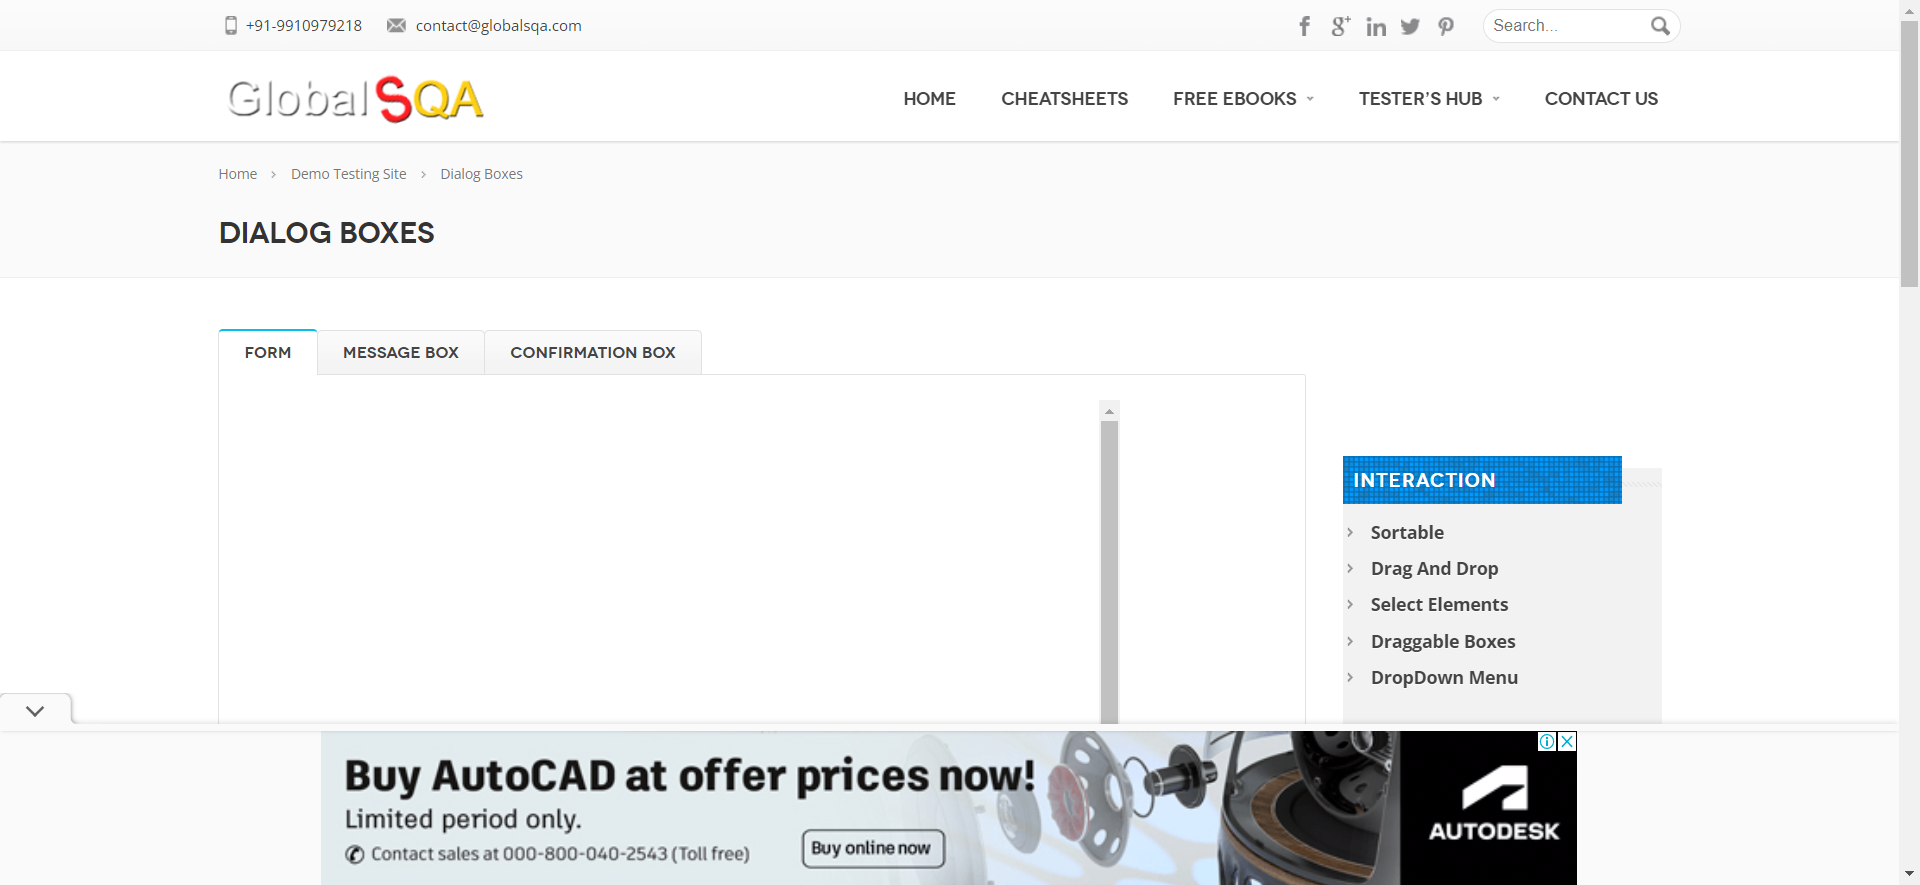 +91-9910979218 contact@globalsqa.com Search...
GlobalSQA HOME CHEATSHEETS FREE EBOOKS TESTER'S HUB CONTACT US
Home Demo Testing Site Dialog Boxes
DIALOG BOXES
FORM MESSAGE BOX CONFIRMATION BOX
INTERACTION
Sortable
Drag And Drop
Select Elements
Draggable Boxes
DropDown Menu
Buy AutoCAD at offer prices now!
Limited period only.
Contact sales at 000-800-040-2543 (Toll free)
Buy online now
AUTODESK